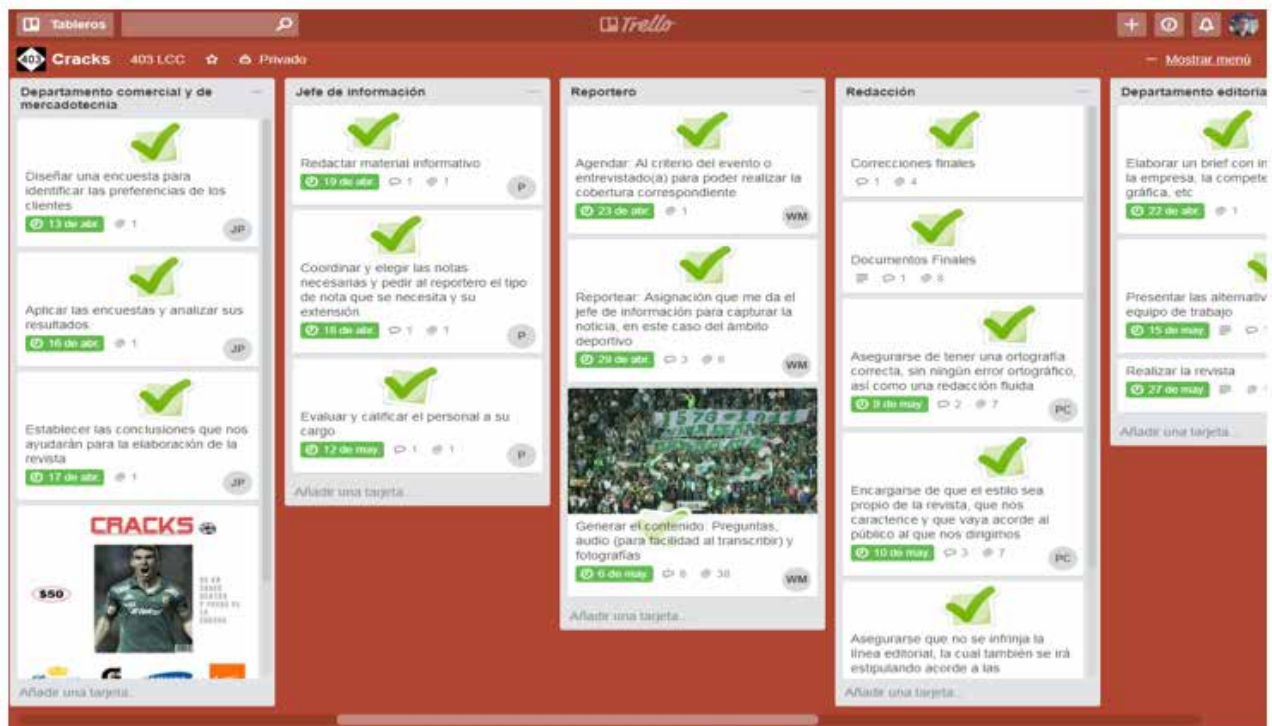 Tableros
Trello
403 Cracks 403 LCC Privado
Mostrar menú
Departamento comercial y de
mercadotecnia
Diseñar una encuesta para
identificar las preferencias de los
clientes
13 de abr. 1
JP
Aplicar las encuestas y analizar sus
resultados
16 de abr. 1
JP
Establecer las conclusiones que nos
ayudarán para la elaboración de la
revista
17 de abr. 1
JP
CRACKS
$50
Añadir una tarjeta...
Jefe de información
Redactar material informativo
19 de abr. 1 1
P
Coordinar y elegir las notas
necesarias y pedir al reportero el tipo
de nota que se necesita y su
extensión
18 de abr. 1 1
P
Evaluar y calificar el personal a su
cargo
12 de may. 1 1
P
Añadir una tarjeta...
Reportero
Agendar: Al criterio del evento o
entrevistado(a) para poder realizar la
cobertura correspondiente
23 de abr. 1
WM
Reportear: Asignación que me da el
jefe de información para capturar la
noticia, en este caso del ámbito
deportivo
29 de abr. 3 6
WM
Generar el contenido: Preguntas,
audio (para facilidad al transcribir) y
fotografías
6 de may. 6 38
WM
Añadir una tarjeta...
Redacción
Correcciones finales
1 4
Documentos Finales
1 8
Asegurarse de tener una ortografía
correcta, sin ningún error ortográfico,
así como una redacción fluida
9 de may. 2 7
PC
Encargarse de que el estilo sea
propio de la revista, que nos
caracterice y que vaya acorde al
público al que nos dirigimos
10 de may. 3 7
PC
Asegurarse que no se infrinja la
línea editorial, la cual también se irá
estipulando acorde a las
Añadir una tarjeta...
Departamento editoria
Elaborar un brief con in
la empresa, la compete
gráfica, etc
22 de abr. 1
Presentar las alternativ
equipo de trabajo
15 de may.
Realizar la revista
27 de may.
Añadir una tarjeta...